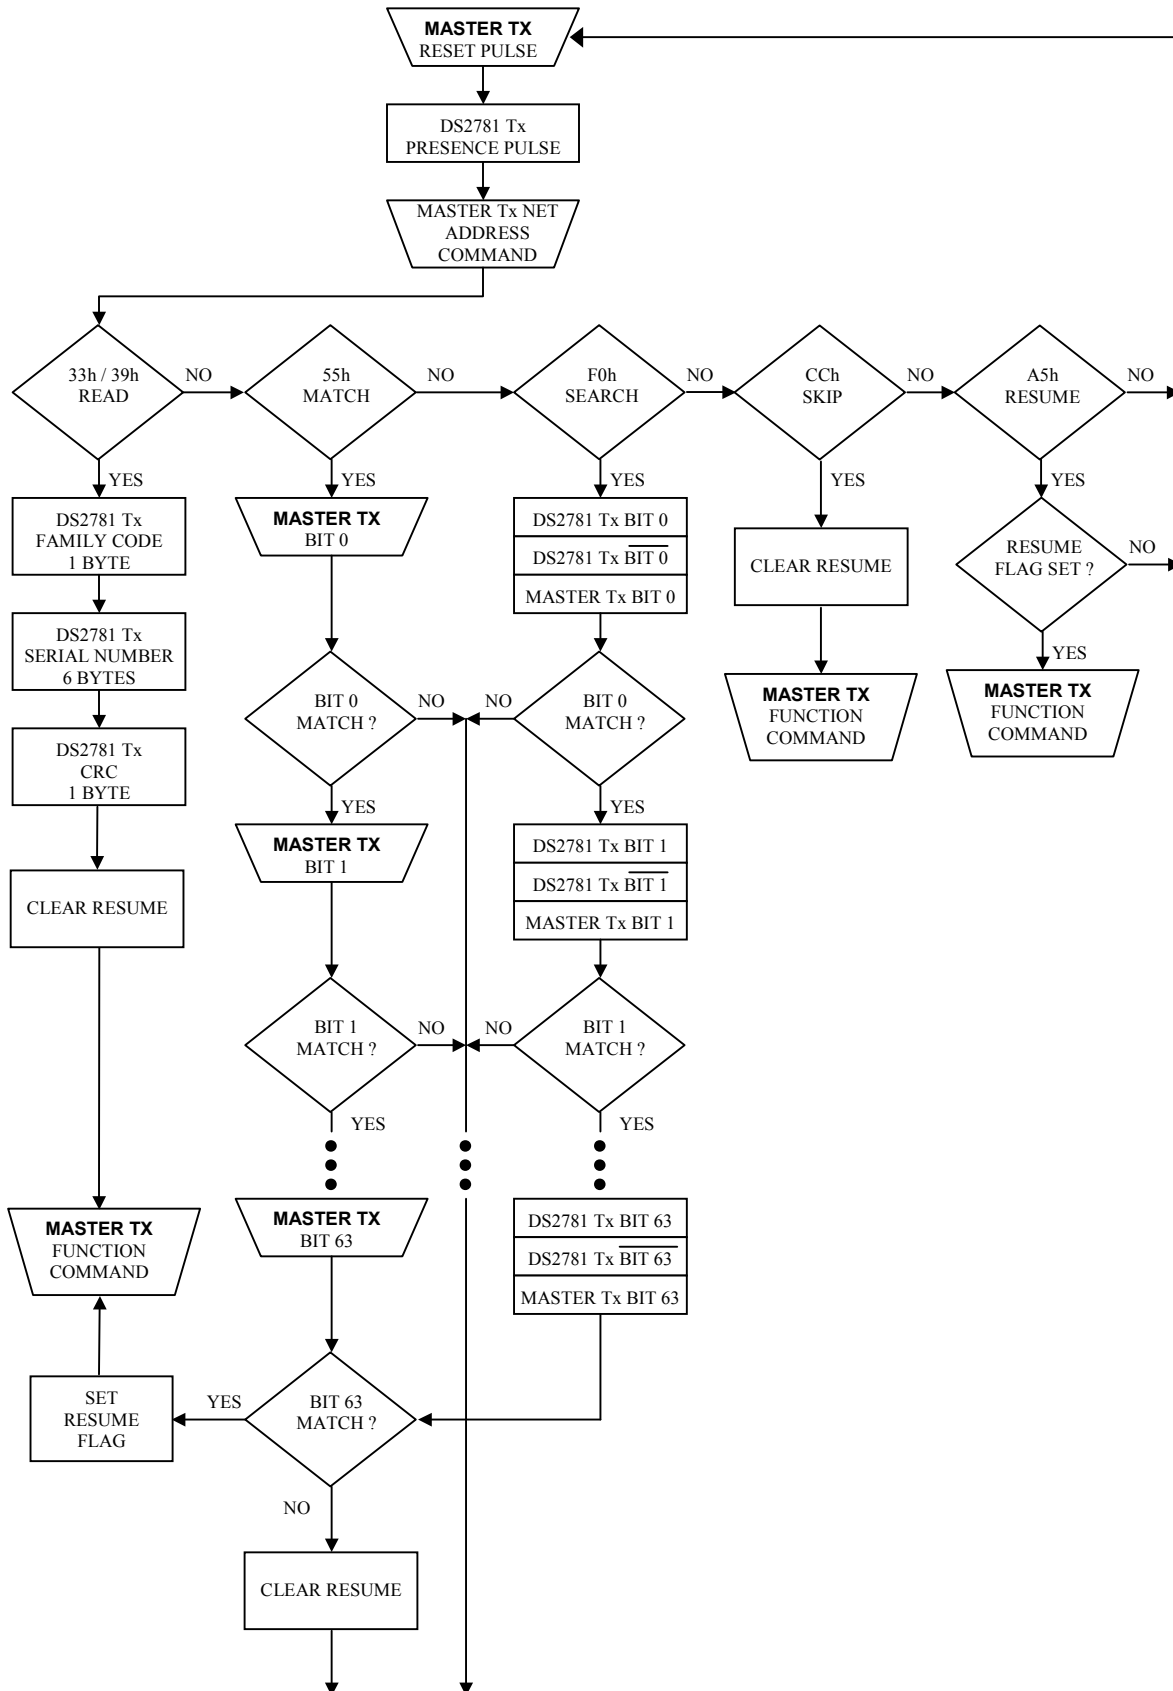 MASTER TX
RESET PULSE
DS2781 Tx
PRESENCE PULSE
MASTER Tx NET
ADDRESS
COMMAND
33h / 39h
READ
NO
55h
MATCH
NO
F0h
SEARCH
NO
CCh
SKIP
NO
A5h
RESUME
NO
YES
YES
YES
YES
YES
DS2781 Tx
FAMILY CODE
1 BYTE
MASTER TX
BIT 0
DS2781 Tx BIT 0
DS2781 Tx BIT 0
MASTER Tx BIT 0
CLEAR RESUME
RESUME
FLAG SET ?
NO
DS2781 Tx
SERIAL NUMBER
6 BYTES
YES
BIT 0
MATCH ?
NO
NO
BIT 0
MATCH ?
MASTER TX
FUNCTION
COMMAND
MASTER TX
FUNCTION
COMMAND
DS2781 Tx
CRC
1 BYTE
YES
YES
MASTER TX
BIT 1
DS2781 Tx BIT 1
DS2781 Tx BIT 1
MASTER Tx BIT 1
CLEAR RESUME
BIT 1
MATCH ?
NO
NO
BIT 1
MATCH ?
YES
YES
MASTER TX
FUNCTION
COMMAND
MASTER TX
BIT 63
DS2781 Tx BIT 63
DS2781 Tx BIT 63
MASTER Tx BIT 63
SET
RESUME
FLAG
YES
BIT 63
MATCH ?
NO
CLEAR RESUME